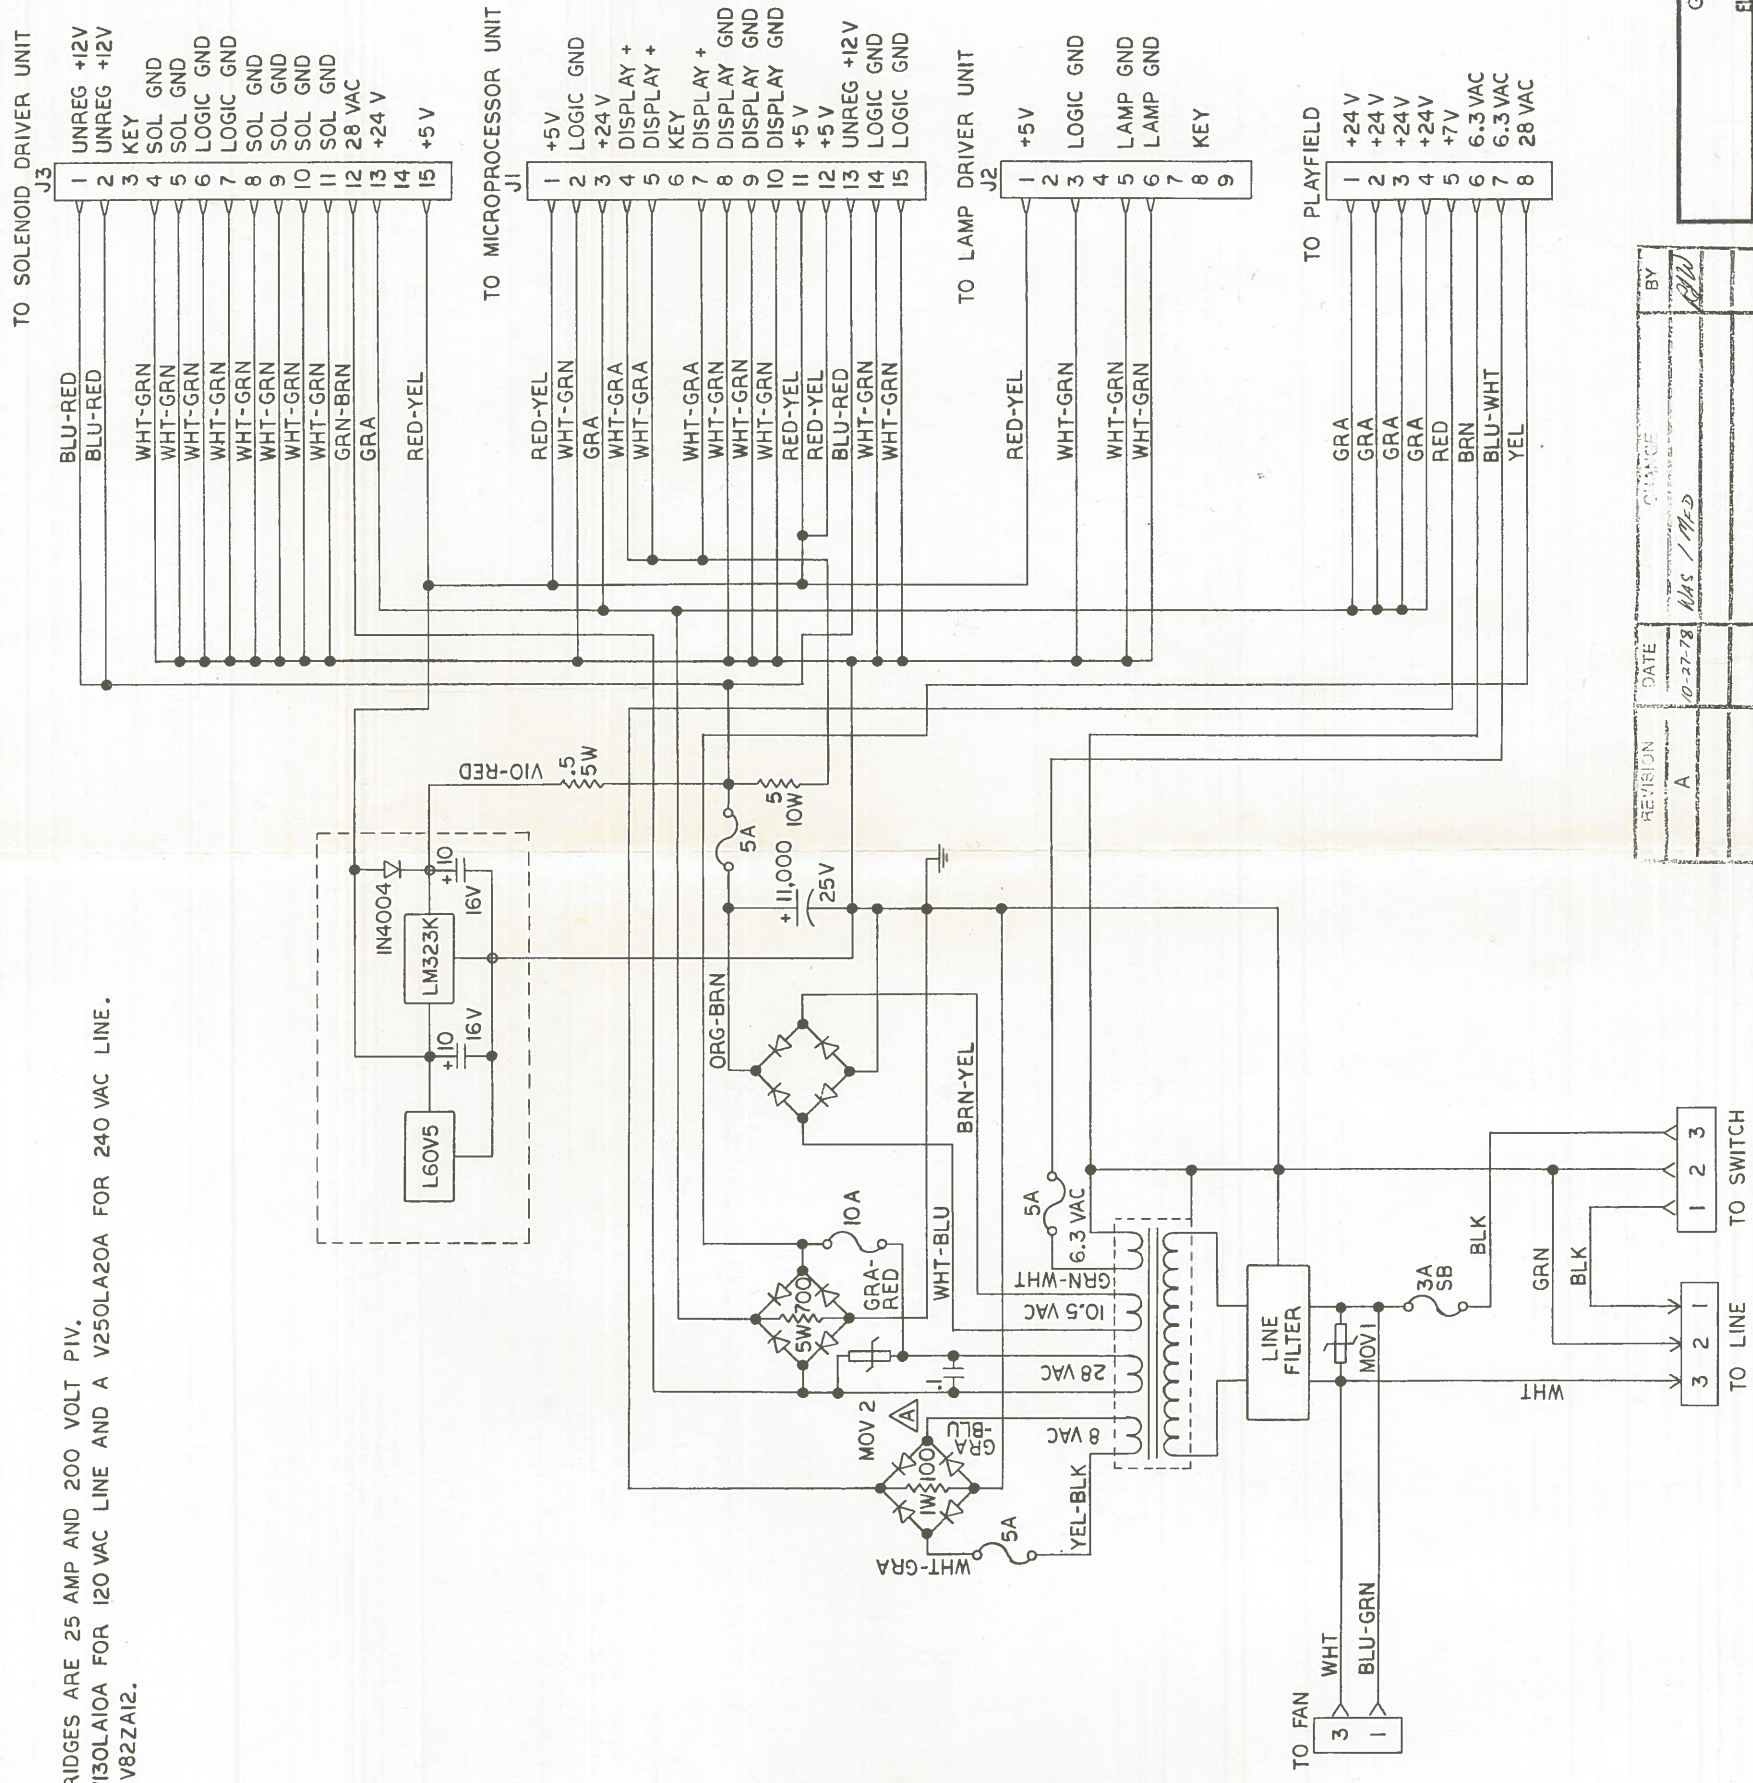 RIDGES ARE 25 AMP AND 200 VOLT PIV.
V130LA10A FOR 120 VAC LINE AND A V250LA20A FOR 240 VAC LINE.
V82ZA12.
TO SOLENOID DRIVER UNIT
J3
1 BLU-RED UNREG +12V
2 BLU-RED UNREG +12V
3 KEY
4 WHT-GRN SOL GND
5 WHT-GRN SOL GND
6 WHT-GRN LOGIC GND
7 WHT-GRN LOGIC GND
8 WHT-GRN SOL GND
9 WHT-GRN SOL GND
10 WHT-GRN SOL GND
11 WHT-GRN SOL GND
12 GRN-BRN 28 VAC
13 GRA +24 V
14
15 RED-YEL +5 V
TO MICROPROCESSOR UNIT
J1
1 RED-YEL +5V
2 WHT-GRN LOGIC GND
3 GRA +24V
4 WHT-GRA DISPLAY +
5 WHT-GRA DISPLAY +
6 KEY
7 WHT-GRA DISPLAY +
8 WHT-GRN DISPLAY GND
9 WHT-GRN DISPLAY GND
10 WHT-GRN DISPLAY GND
11 RED-YEL +5 V
12 RED-YEL +5V
13 BLU-RED UNREG +12V
14 WHT-GRN LOGIC GND
15 WHT-GRN LOGIC GND
TO LAMP DRIVER UNIT
J2
1 RED-YEL +5V
2
3 WHT-GRN LOGIC GND
4
5 WHT-GRN LAMP GND
6 WHT-GRN LAMP GND
7
8 KEY
9
TO PLAYFIELD
1 GRA +24 V
2 GRA +24 V
3 GRA +24V
4 GRA +24V
5 RED +7V
6 BRN 6.3 VAC
7 BLU-WHT 6.3 VAC
8 YEL 28 VAC
L60V5
+10
16V
LM323K
1N4004
+10
16V
VIO-RED
.5
5W
5
10W
5A
+ 11,000
25V
ORG-BRN
BRN-YEL
10A
GRA-
RED
5W 700
WHT-BLU
MOV 2
A
.1
GRA
-BLU
1W 100
WHT-GRA
5A
YEL-BLK
8 VAC
28 VAC
10.5 VAC
GRN-WHT
6.3 VAC
5A
LINE
FILTER
MOV1
3A
SB
BLK
GRN
BLK
WHT
1 2 3
TO SWITCH
3 2 1
TO LINE
WHT
BLU-GRN
3
1
TO FAN
REVISION DATE CHANGE BY
A 10-27-78 WAS 1 MFD